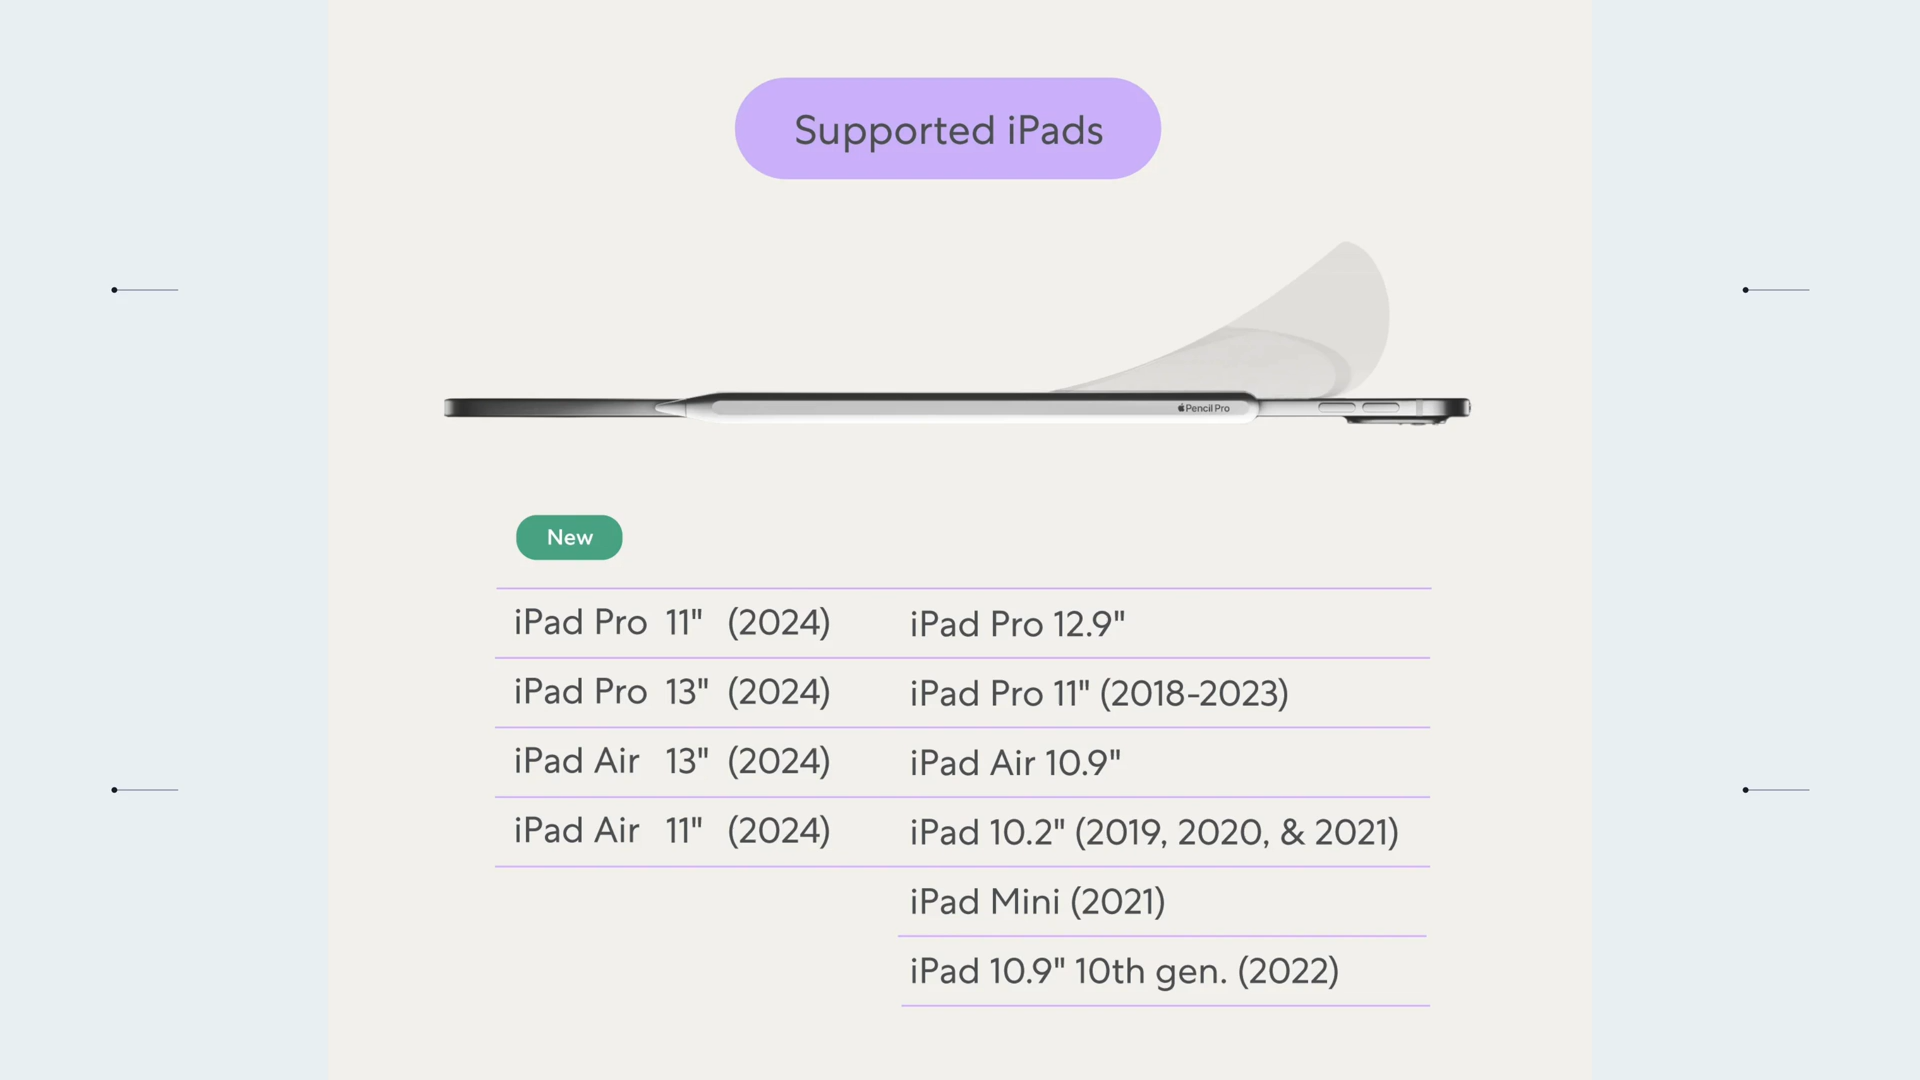 Supported iPads
Pencil Pro
New
iPad Pro 11" (2024)
iPad Pro 13" (2024)
iPad Air 13" (2024)
iPad Air 11" (2024)
iPad Pro 12.9"
iPad Pro 11" (2018-2023)
iPad Air 10.9"
iPad 10.2" (2019, 2020, & 2021)
iPad Mini (2021)
iPad 10.9" 10th gen. (2022)